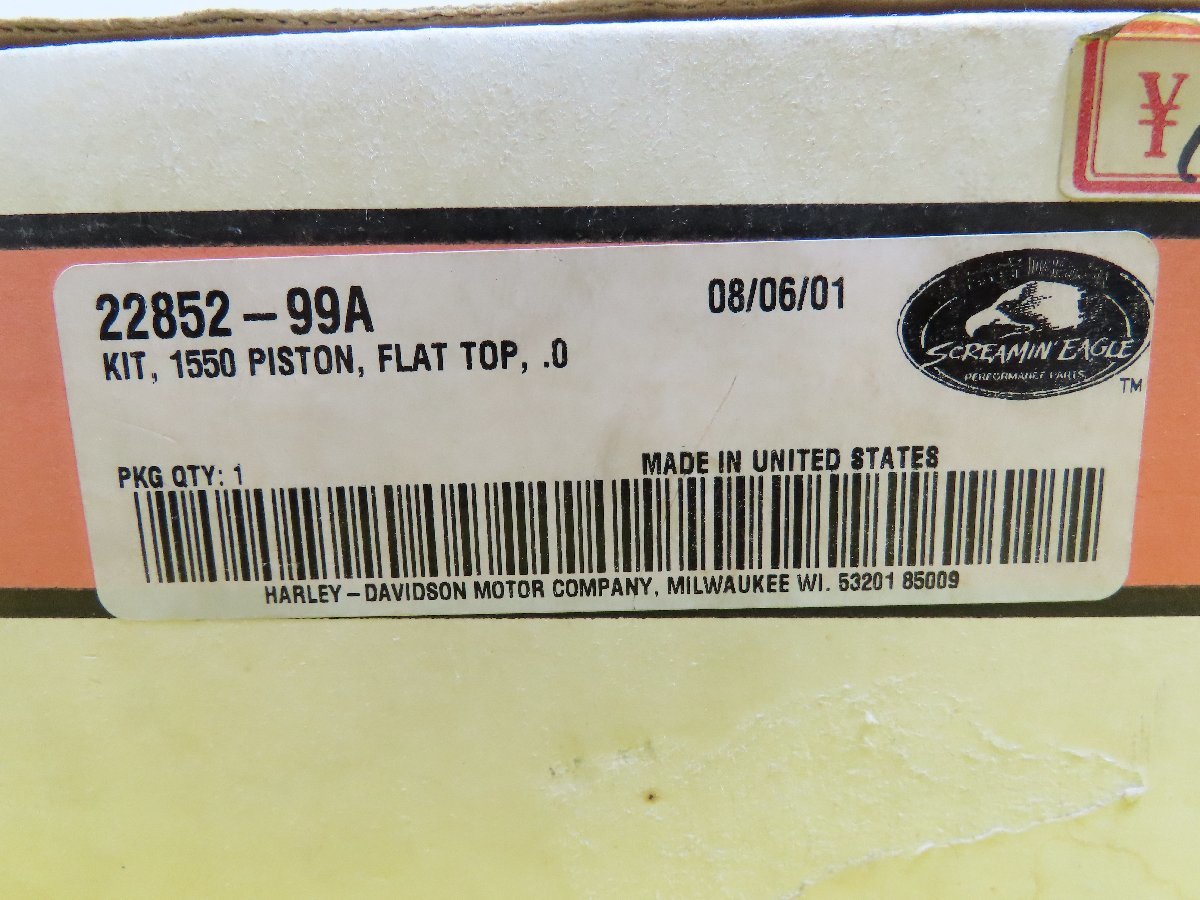 ¥
22852-99A
08/06/01
KIT, 1550 PISTON, FLAT TOP, .0
SCREAMIN' EAGLE
PERFORMANCE PARTS
TM
PKG QTY: 1
MADE IN UNITED STATES
HARLEY-DAVIDSON MOTOR COMPANY, MILWAUKEE WI. 53201 85009